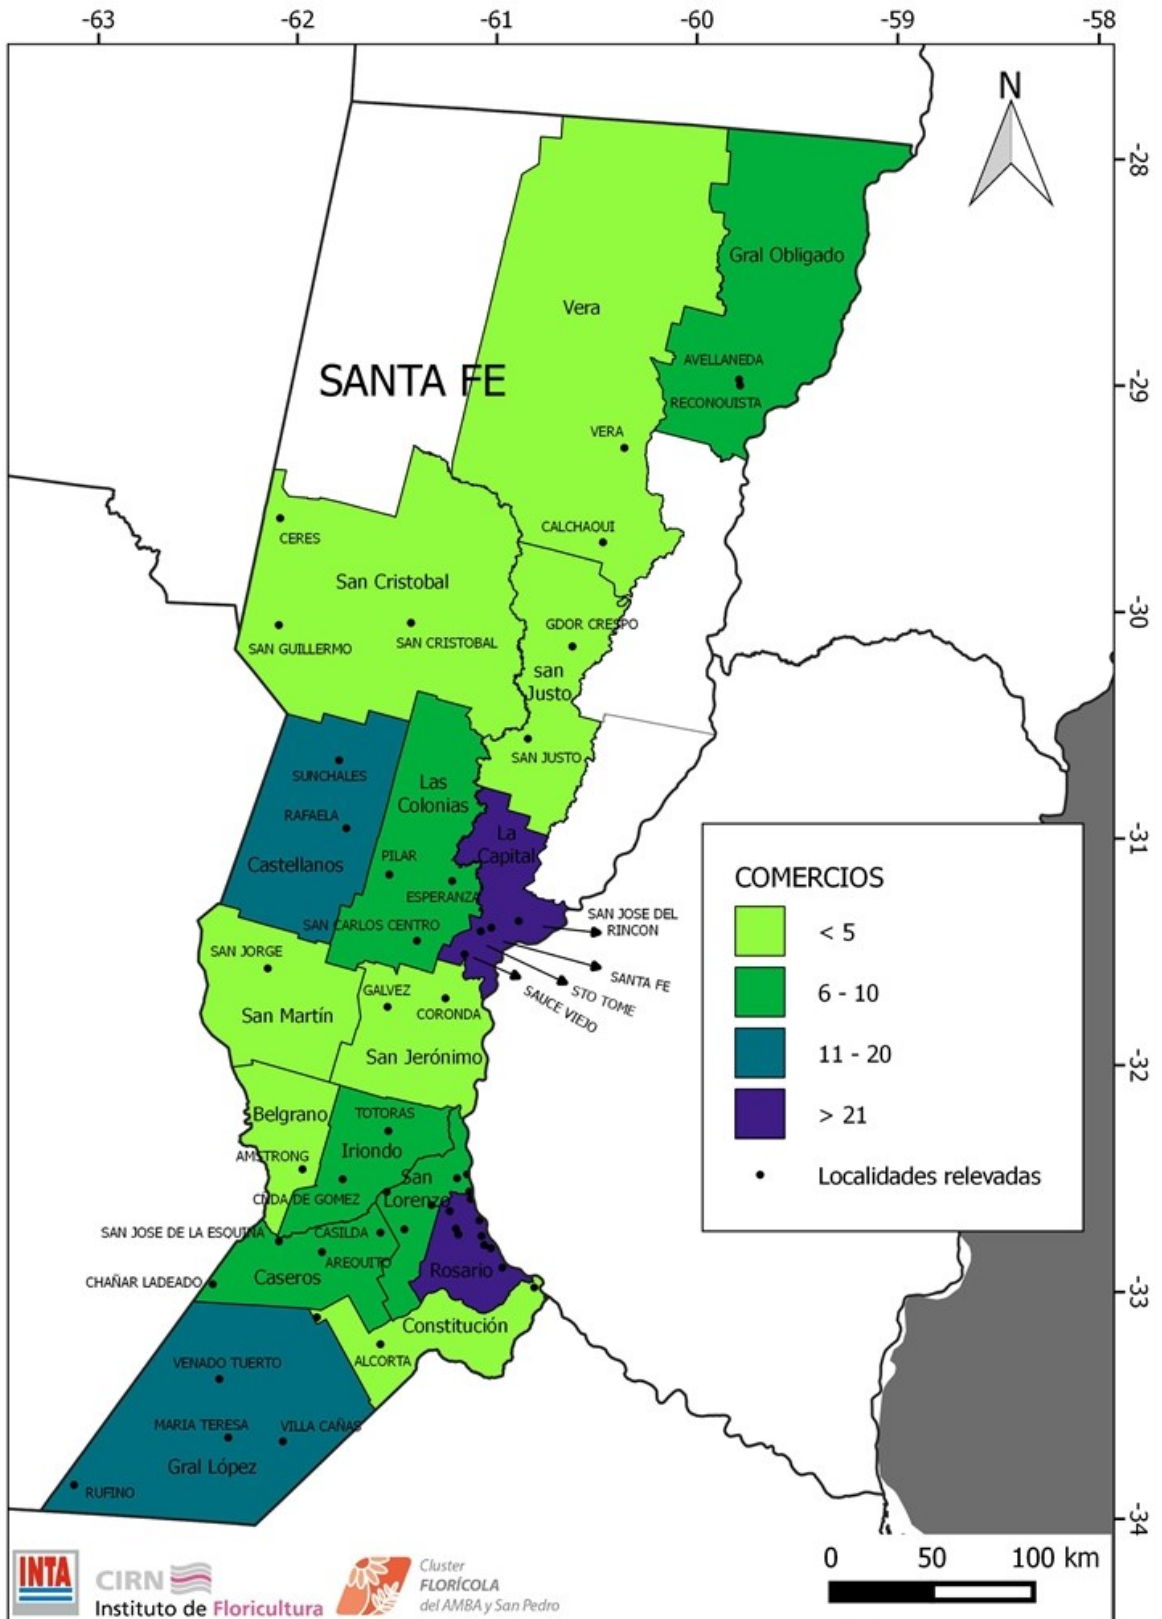 -63
-62
-61
-60
-59
-58
N
-28
Gral Obligado
Vera
AVELLANEDA
SANTA FE
-29
RECONQUISTA
VERA
CALCHAQUI
CERES
San Cristobal
-30
GDOR CRESPO
SAN GUILLERMO
SAN CRISTOBAL
san
Justo
SAN JUSTO
SUNCHALES
Las
Colonias
RAFAELA
La
Capital
-31
Castellanos
PILAR
ESPERANZA
SAN CARLOS CENTRO
SAN JOSE DEL
RINCON
SANTA FE
STO TOME
SAUCE VIEJO
COMERCIOS
< 5
6 - 10
11 - 20
> 21
Localidades relevadas
SAN JORGE
GALVEZ
CORONDA
San Martín
San Jerónimo
-32
Belgrano
TOTORAS
AMSTRONG
Iriondo
San
Lorenzo
CNDA DE GOMEZ
SAN JOSE DE LA ESQUINA
CASILDA
AREQUITO
Rosario
CHAÑAR LADEADO
Caseros
-33
Constitución
ALCORTA
VENADO TUERTO
MARIA TERESA
VILLA CAÑAS
Gral López
RUFINO
-34
0 50 100 km
INTA
CIRN
Instituto de Floricultura
Cluster
FLORÍCOLA
del AMBA y San Pedro